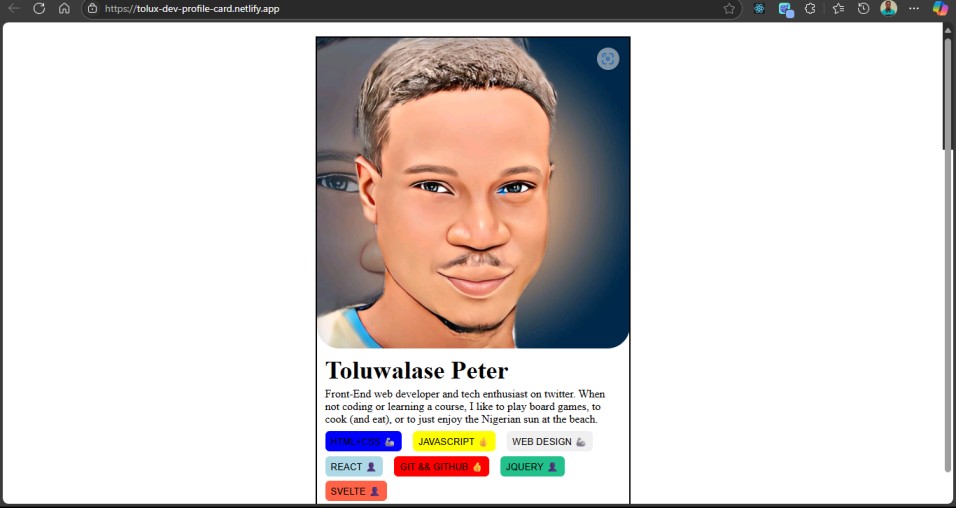 https://tolux-dev-profile-card.netlify.app
Toluwalase Peter
Front-End web developer and tech enthusiast on twitter. When
not coding or learning a course, I like to play board games, to
cook (and eat), or to just enjoy the Nigerian sun at the beach.
HTML+CSS 💪 JAVASCRIPT 👍 WEB DESIGN 💪
REACT 👤 GIT && GITHUB 👍 JQUERY 👤
SVELTE 👤